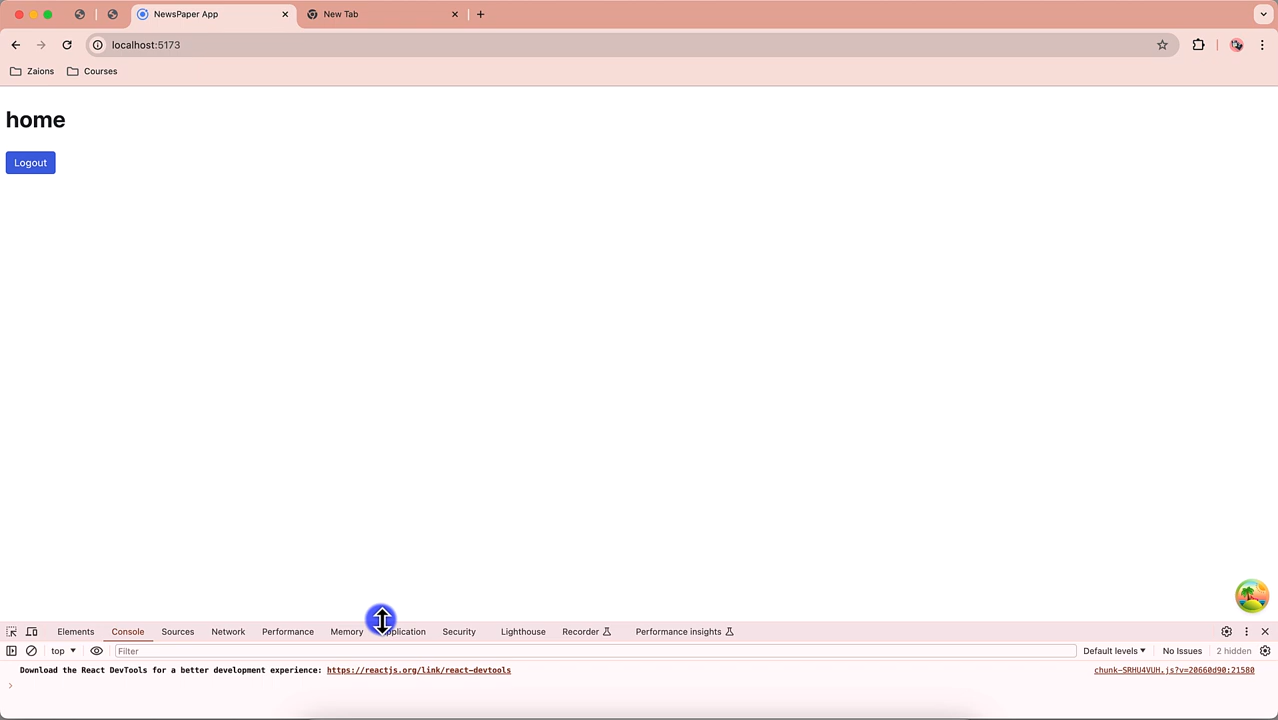 NewsPaper App
New Tab
localhost:5173
Zaions
Courses
home
Logout
Elements
Console
Sources
Network
Performance
Memory
Application
Security
Lighthouse
Recorder
Performance insights
top
Filter
Default levels
No Issues
2 hidden
Download the React DevTools for a better development experience: https://reactjs.org/link/react-devtools
chunk-SRHU4VUH.js?v=20660d90:21580